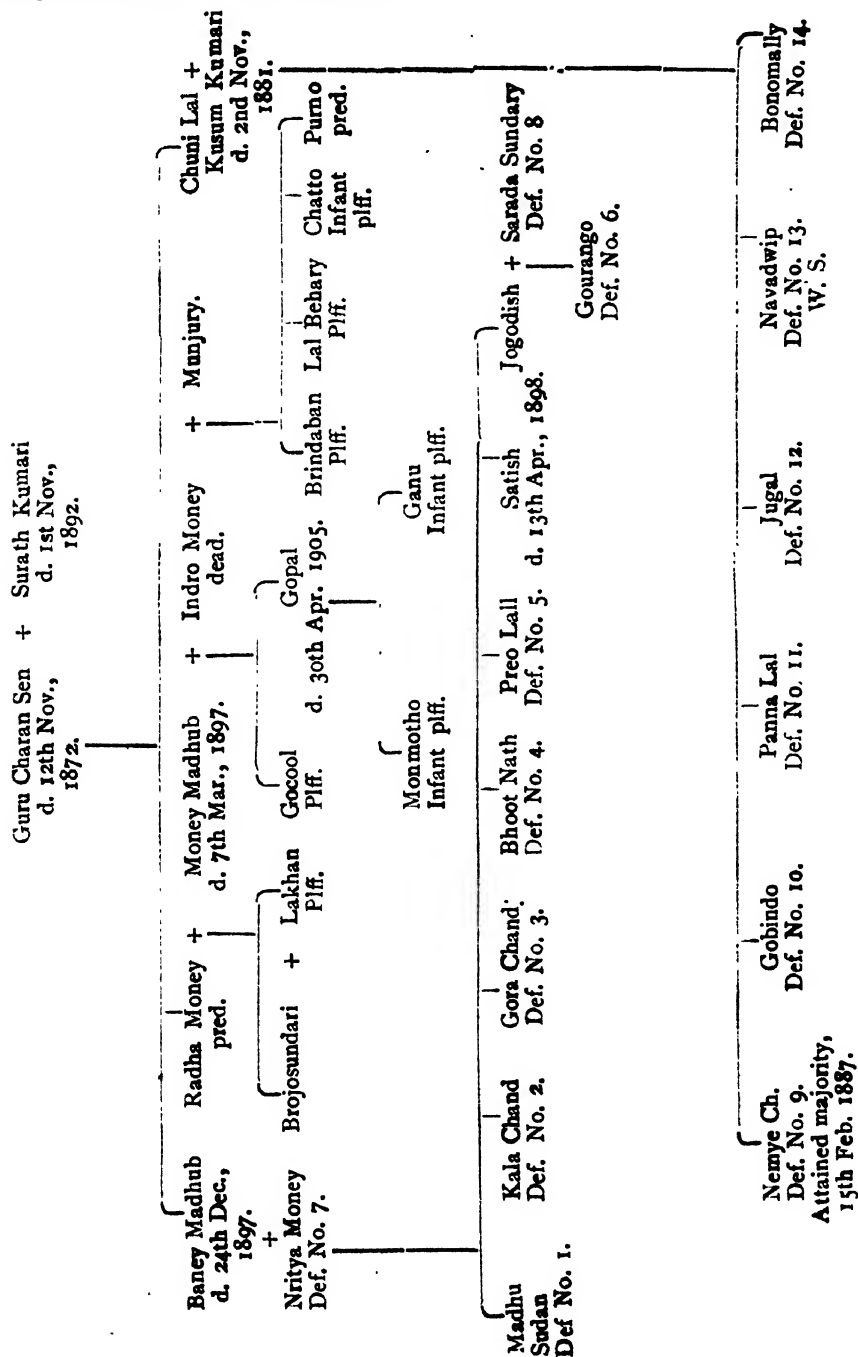 Guru Charan Sen + Surath Kumari
d. 12th Nov., d. 1st Nov.,
1872. 1892.
Baney Madhub Radha Money + Money Madhub + Indro Money + Munjury. Chuni Lal +
d. 24th Dec., pred. d. 7th Mar., 1897. dead. Kusum Kumari
1897. d. 2nd Nov.,
+ 1881.
Nritya Money
Def. No. 7.
Brojosundari + Lakhan Gocool Gopal Brindaban Lal Behary Chatto Purno
Plff. Plff. d. 30th Apr. 1905. Plff. Plff. Infant pred.
plff.
Monmotho Ganu
Infant plff. Infant plff.
Madhu Kala Chand Gora Chand. Bhoot Nath Preo Lall Satish Jogodish + Sarada Sundary
Sudan Def. No. 2. Def. No. 3. Def. No. 4. Def. No. 5. d. 13th Apr., 1898. Def. No. 8
Def No. 1.
Gourango
Def. No. 6.
Nemye Ch. Gobindo Panna Lal Jugal Navadwip Bonomally
Def. No. 9. Def. No. 10. Def. No. 11. Def. No. 12. Def. No. 13. Def. No. 14.
Attained majority, W. S.
15th Feb. 1887.